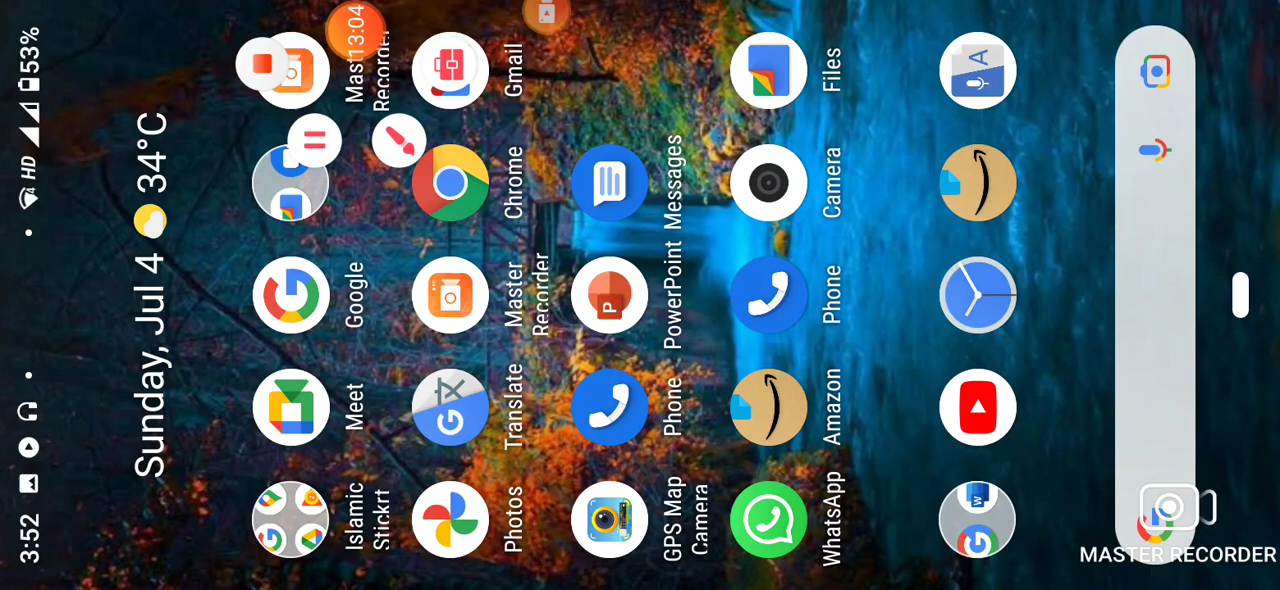 3:52
HD
53%
Sunday, Jul 4
34°C
Islamic
Stickrt
Meet
Google
Mast
Recorder
13:04
Photos
Translate
Master
Recorder
Chrome
Gmail
GPS Map
Camera
Phone
PowerPoint
Messages
WhatsApp
Amazon
Phone
Camera
Files
MASTER RECORDER